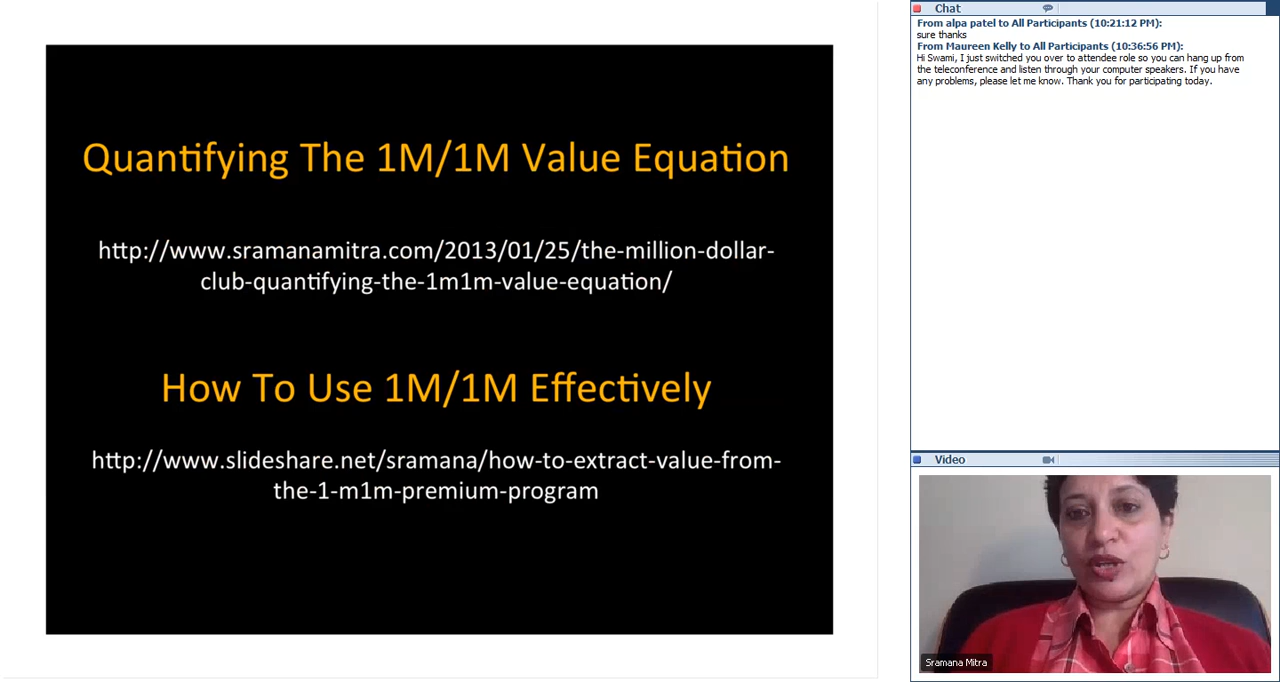 Quantifying The 1M/1M Value Equation
http://www.sramanamitra.com/2013/01/25/the-million-dollar-
club-quantifying-the-1m1m-value-equation/
How To Use 1M/1M Effectively
http://www.slideshare.net/sramana/how-to-extract-value-from-
the-1-m1m-premium-program
Chat
From alpa patel to All Participants (10:21:12 PM):
sure thanks
From Maureen Kelly to All Participants (10:36:56 PM):
Hi Swami, I just switched you over to attendee role so you can hang up from
the teleconference and listen through your computer speakers. If you have
any problems, please let me know. Thank you for participating today.
Video
Sramana Mitra